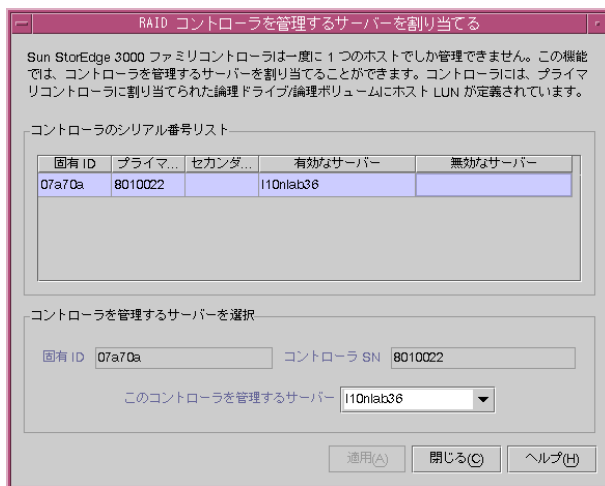 RAID コントローラを管理するサーバーを割り当てる
Sun StorEdge 3000 ファミリコントローラは一度に 1 つのホストでしか管理できません。この機能
では、コントローラを管理するサーバーを割り当てることができます。コントローラには、プライマ
リコントローラに割り当てられた論理ドライブ/論理ボリュームにホスト LUN が定義されています。
コントローラのシリアル番号リスト
固有 ID プライマ... セカンダ... 有効なサーバー 無効なサーバー
07a70a 8010022 l10nlab36
コントローラを管理するサーバーを選択
固有 ID 07a70a コントローラ SN 8010022
このコントローラを管理するサーバー l10nlab36
適用(A) 閉じる(C) ヘルプ(H)